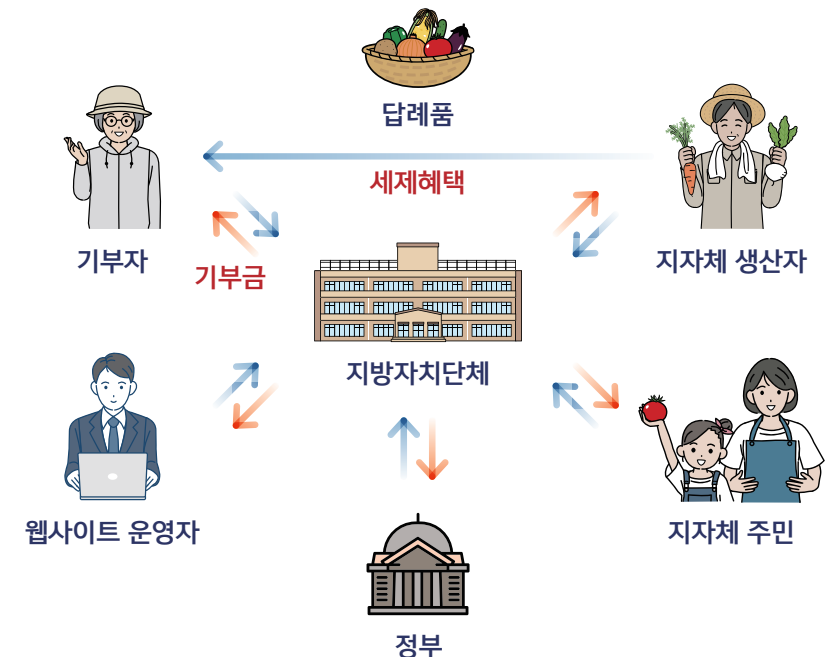 답례품
세제혜택
기부자
지자체 생산자
기부금
지방자치단체
웹사이트 운영자
지자체 주민
정부